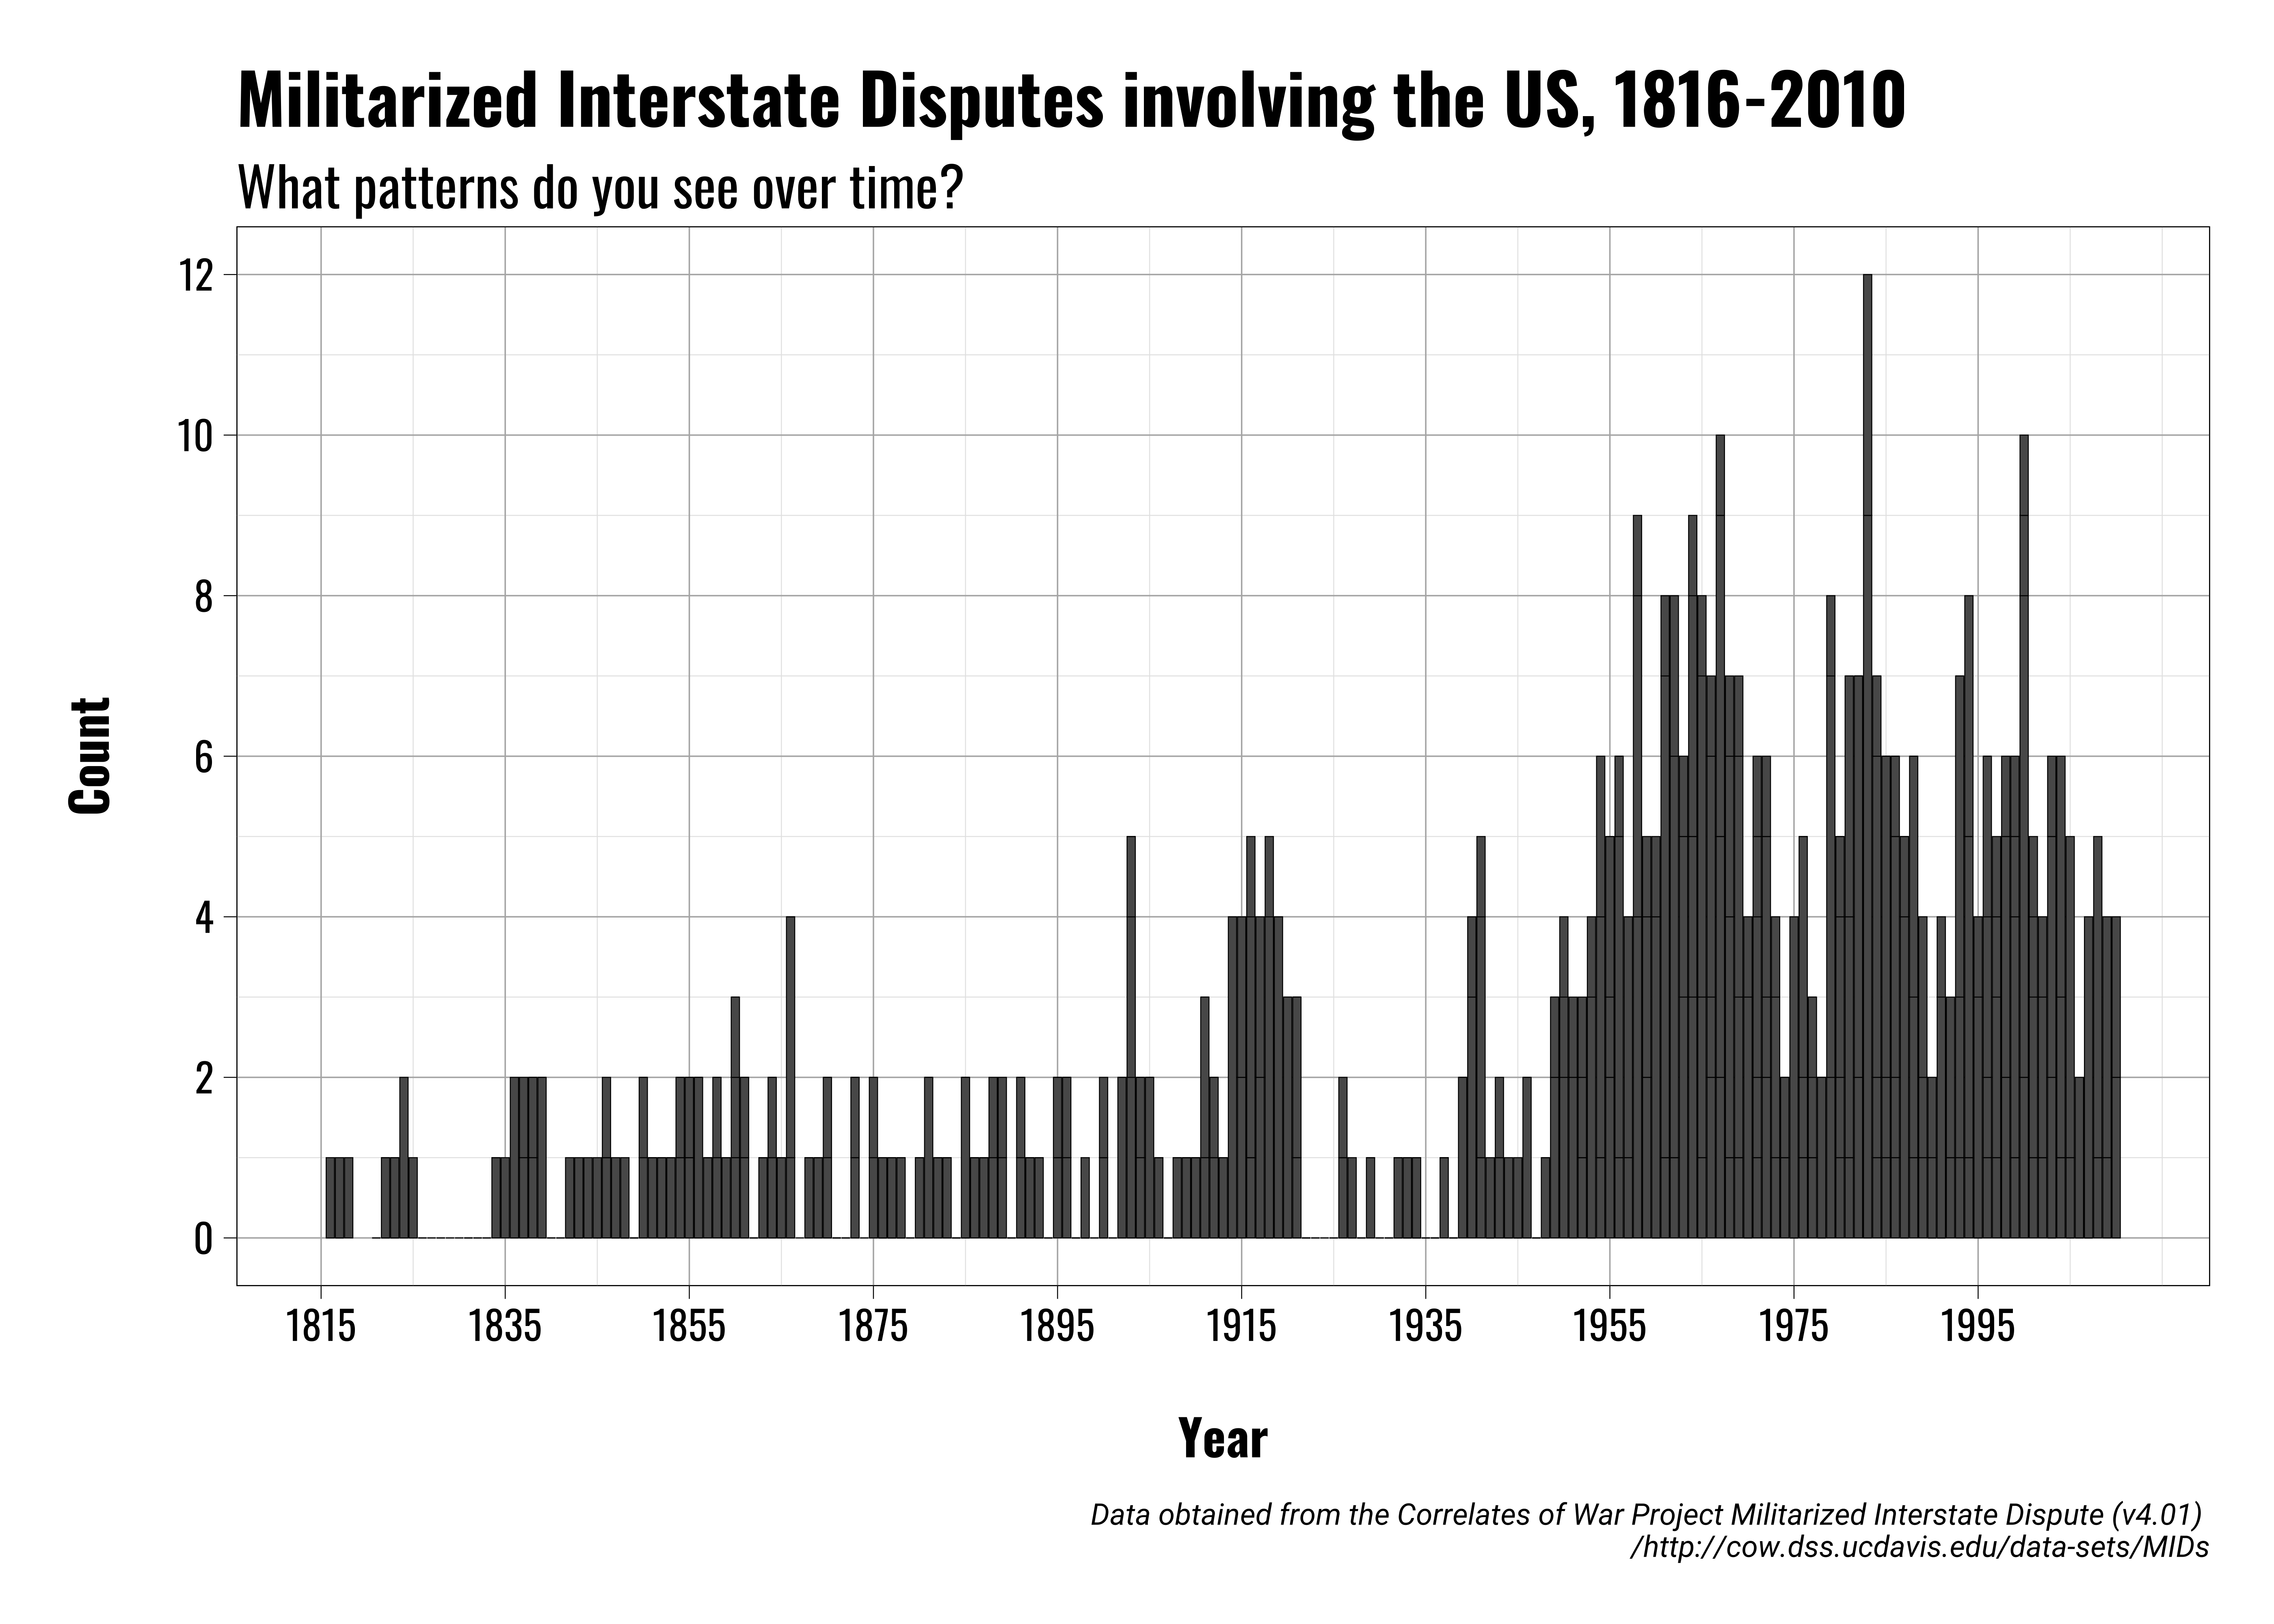 Militarized Interstate Disputes involving the US, 1816-2010
What patterns do you see over time?
12
10
8
6
4
2
0
Count
1815 1835 1855 1875 1895 1915 1935 1955 1975 1995
Year
Data obtained from the Correlates of War Project Militarized Interstate Dispute (v4.01)
/http://cow.dss.ucdavis.edu/data-sets/MIDs